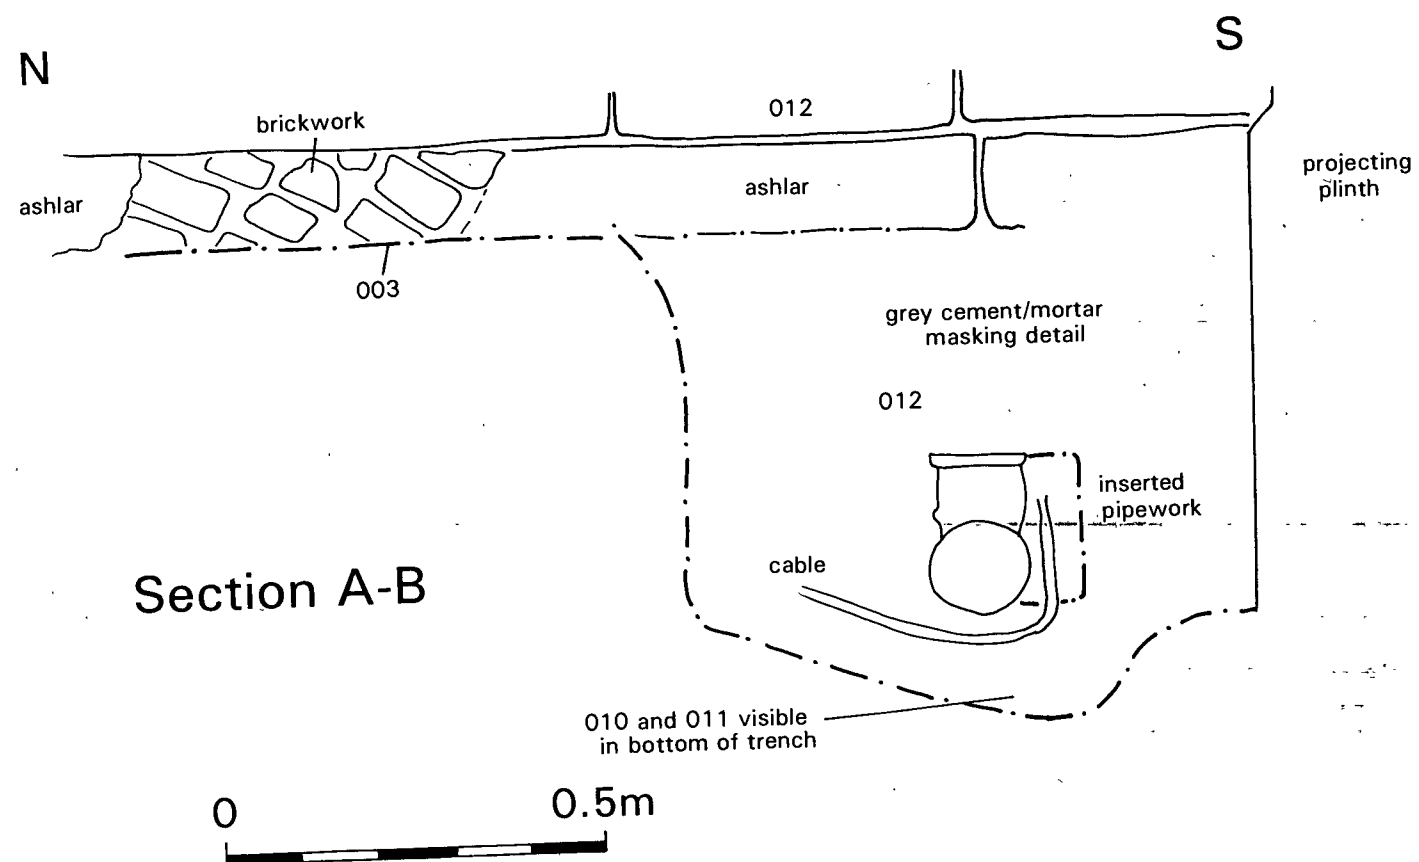 N
S
012
brickwork
projecting
plinth
ashlar
ashlar
003
grey cement/mortar
masking detail
012
inserted
pipework
cable
Section A-B
010 and 011 visible
in bottom of trench
0
0.5m